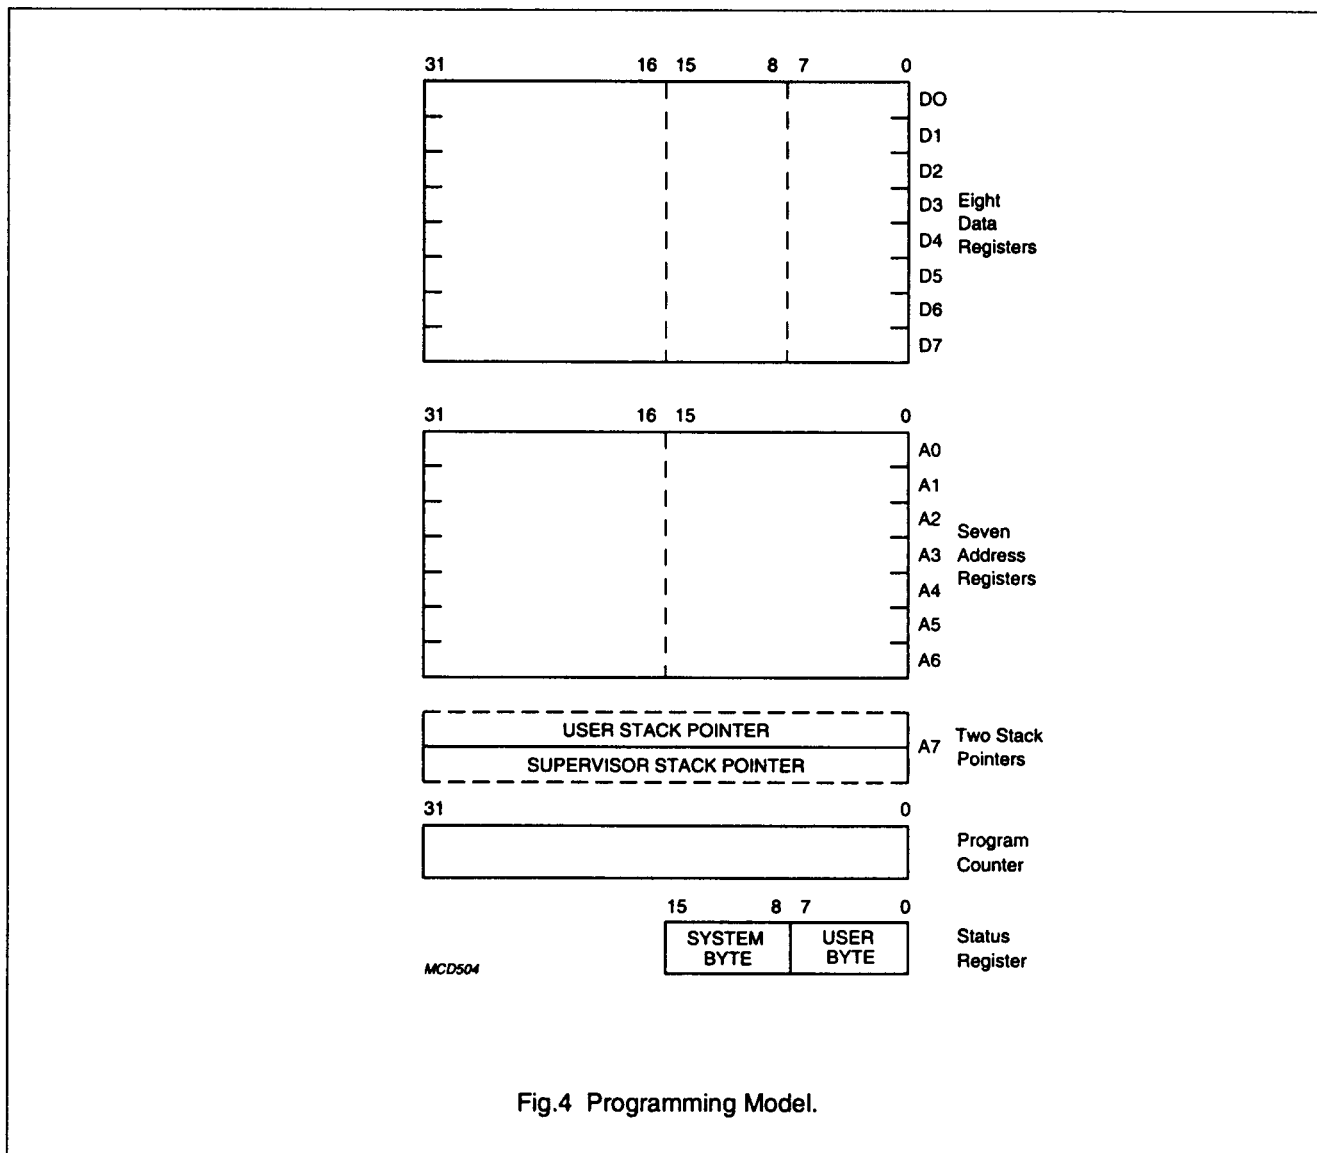 31 16 15 8 7 0
DO
D1
D2
D3
D4
D5
D6
D7
Eight
Data
Registers
31 16 15 0
A0
A1
A2
A3
A4
A5
A6
Seven
Address
Registers
USER STACK POINTER
SUPERVISOR STACK POINTER
A7
Two Stack
Pointers
31 0
Program
Counter
15 8 7 0
SYSTEM
BYTE
USER
BYTE
Status
Register
MCD504
Fig.4 Programming Model.